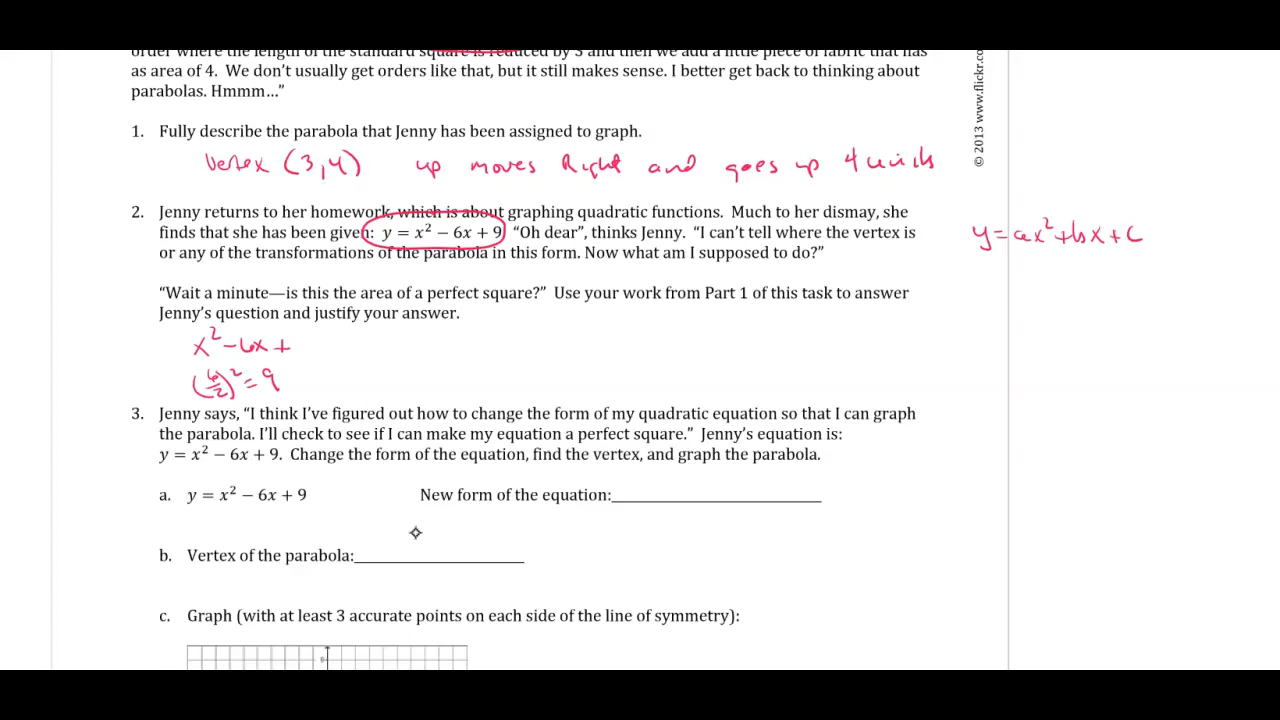 order where the length of the standard square is reduced by 3 and then we add a little piece of fabric that has
as area of 4. We don't usually get orders like that, but it still makes sense. I better get back to thinking about
parabolas. Hmmm…"
© 2013 www.flickr.co
1. Fully describe the parabola that Jenny has been assigned to graph.
Vertex (3,4) up moves Right and goes up 4 units
2. Jenny returns to her homework, which is about graphing quadratic functions. Much to her dismay, she
finds that she has been given: y = x² − 6x + 9 "Oh dear", thinks Jenny. "I can't tell where the vertex is
or any of the transformations of the parabola in this form. Now what am I supposed to do?"
y = ax² + bx + c
"Wait a minute—is this the area of a perfect square?" Use your work from Part 1 of this task to answer
Jenny's question and justify your answer.
x² − 6x +
(6/2)² = 9
3. Jenny says, "I think I've figured out how to change the form of my quadratic equation so that I can graph
the parabola. I'll check to see if I can make my equation a perfect square." Jenny's equation is:
y = x² − 6x + 9. Change the form of the equation, find the vertex, and graph the parabola.
a. y = x² − 6x + 9 New form of the equation:__________________________
b. Vertex of the parabola:_____________________
c. Graph (with at least 3 accurate points on each side of the line of symmetry):